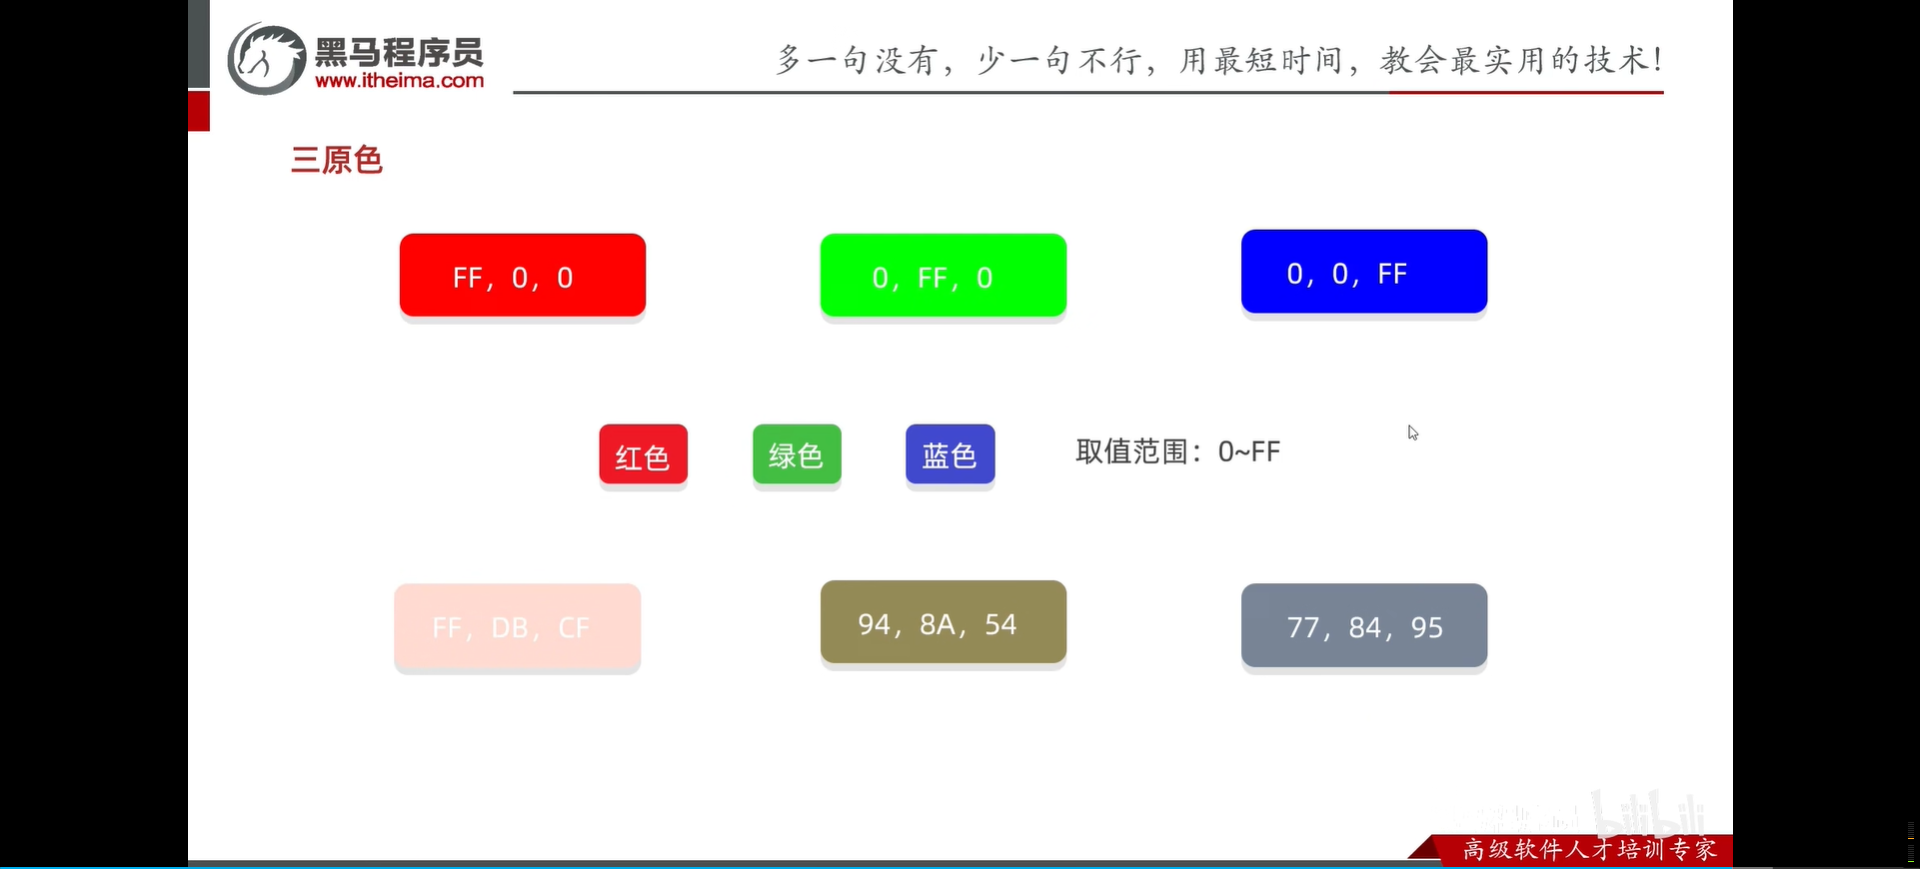 黑马程序员
www.itheima.com
多一句没有，少一句不行，用最短时间，教会最实用的技术！
三原色
FF，0，0
0，FF，0
0，0，FF
红色
绿色
蓝色
取值范围：0~FF
FF，DB，CF
94，8A，54
77，84，95
bilibili
高级软件人才培训专家